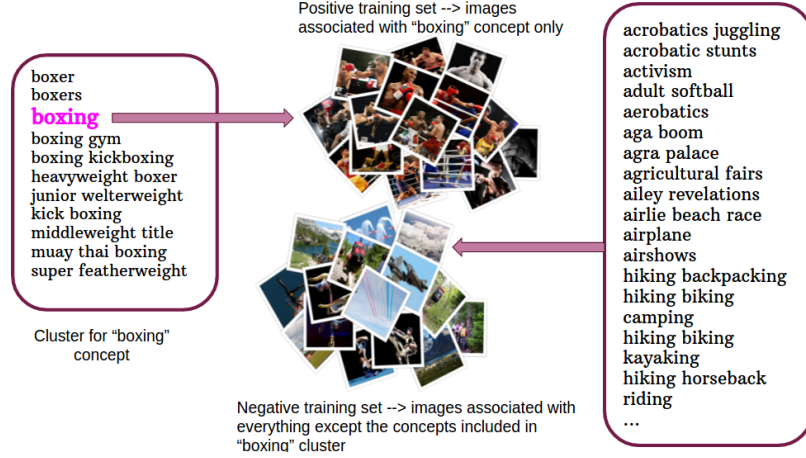 Positive training set --> images
associated with “boxing” concept only
boxer
boxers
boxing
boxing gym
boxing kickboxing
heavyweight boxer
junior welterweight
kick boxing
middleweight title
muay thai boxing
super featherweight
Cluster for “boxing”
concept
Negative training set --> images associated with
everything except the concepts included in
“boxing” cluster
acrobatics juggling
acrobatic stunts
activism
adult softball
aerobatics
aga boom
agra palace
agricultural fairs
ailey revelations
airlie beach race
airplane
airshows
hiking backpacking
hiking biking
camping
hiking biking
kayaking
hiking horseback
riding
...